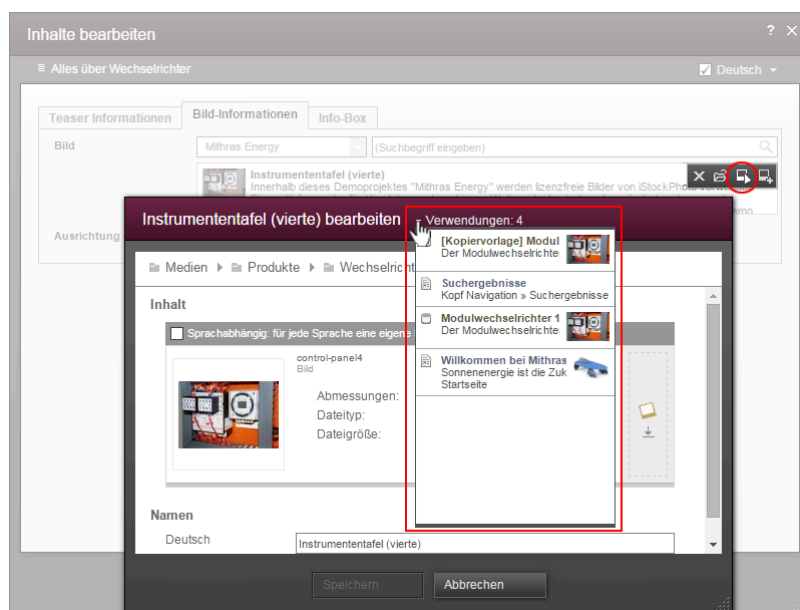 Inhalte bearbeiten
?
Alles über Wechselrichter
Deutsch
Teaser Informationen
Bild-Informationen
Info-Box
Bild
Mithras Energy
(Suchbegriff eingeben)
Instrumententafel (vierte)
Innerhalb dieses Demoprojektes "Mithras Energy" werden lizenzfreie Bilder von iStockPhoto
Ausrichtung
Instrumententafel (vierte) bearbeiten
Verwendungen: 4
[Kopiervorlage] Modul
Der Modulwechselrichte
Suchergebnisse
Kopf Navigation » Suchergebnisse
Modulwechselrichter 1
Der Modulwechselrichte
Willkommen bei Mithras
Sonnenenergie ist die Zuk
Startseite
Medien
Produkte
Wechselricht
Inhalt
Sprachabhängig: für jede Sprache eine eigene
control-panel4
Bild
Abmessungen:
Dateityp:
Dateigröße:
Namen
Deutsch
Instrumententafel (vierte)
Speichern
Abbrechen